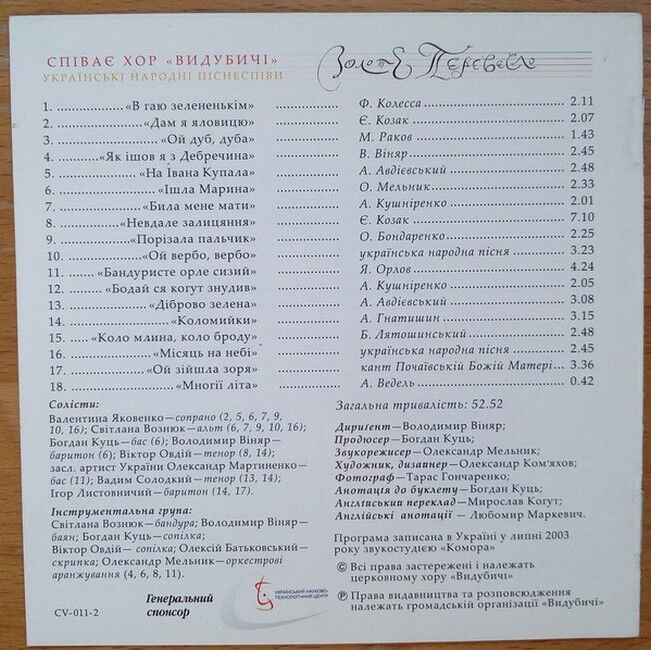 СПІВАЄ ХОР «ВИДУБИЧІ»
УКРАЇНСЬКІ НАРОДНІ ПІСНЕСПІВИ
Золоте Перевесло
1. .................. «В гаю зелененькім» .................. Ф. Колесса .................. 2.11
2. .................. «Дам я яловицю» .................. Є. Козак .................. 2.07
3. .................. «Ой дуб, дуба» .................. М. Раков .................. 1.43
4. .......... «Як ішов я з Дебречина» .................. В. Віняр .................. 2.45
5. .................. «На Івана Купала» .................. А. Авдієвський .................. 2.48
6. .................. «Ішла Марина» .................. О. Мельник .................. 2.33
7. .................. «Била мене мати» .................. А. Кушніренко .................. 2.01
8. .............. «Невдале залицяння» .................. Є. Козак .................. 7.10
9. .............. «Порізала пальчик» .................. О. Бондаренко .................. 2.25
10. .............. «Ой вербо, вербо» .................. українська народна пісня .......... 3.23
11. ..... «Бандуристе орле сизий» .................. Я. Орлов .................. 4.24
12. ...... «Бодай ся когут знудив» .................. А. Кушніренко .................. 2.05
13. .................. «Діброво зелена» .................. А. Авдієвський .................. 3.08
14. .................. «Коломийки» .................. А. Гнатишин .................. 3.15
15. ..... «Коло млина, коло броду» .................. Б. Лятошинський .................. 2.48
16. .................. «Місяць на небі» .................. українська народна пісня .......... 2.45
17. .................. «Ой зійшла зоря» .................. кант Почаївській Божій Матері... 3.36
18. .................. «Многії літа» .................. А. Ведель .................. 0.42
Солісти:
Валентина Яковенко—сопрано (2, 5, 6, 7, 9,
10, 16); Світлана Вознюк—альт (6, 7, 9, 10, 16);
Богдан Куць—бас (6); Володимир Віняр—
баритон (6); Віктор Овдій—тенор (8, 14);
засл. артист України Олександр Мартиненко—
бас (11); Вадим Солодкий—тенор (13, 14);
Ігор Листовничий—баритон (14, 17).
Інструментальна група:
Світлана Вознюк—бандура; Володимир Віняр—
баян; Богдан Куць—сопілка;
Віктор Овдій—сопілка; Олексій Батьковський—
скрипка; Олександр Мельник—оркестрові
аранжування (4, 6, 8, 11).
Загальна тривалість: 52.52
Дириґент—Володимир Віняр;
Продюсер—Богдан Куць;
Звукорежисер—Олександр Мельник;
Художник, дизайнер—Олександр Ком'яхов;
Фотограф—Тарас Гончаренко;
Анотація до буклету—Богдан Куць;
Англійський переклад—Мирослав Когут;
Англійські анотації — Любомир Маркевич.
Програма записана в Україні у липні 2003
року звукостудією «Комора»
© Всі права застережені і належать
церковному хору «Видубичі»
℗ Права видавництва та розповсюдження
належать громадській організації «Видубичі»
CV-011-2
Генеральний
спонсор
УКРАЇНСЬКИЙ НАУКОВО-
ТЕХНОЛОГІЧНИЙ ЦЕНТР